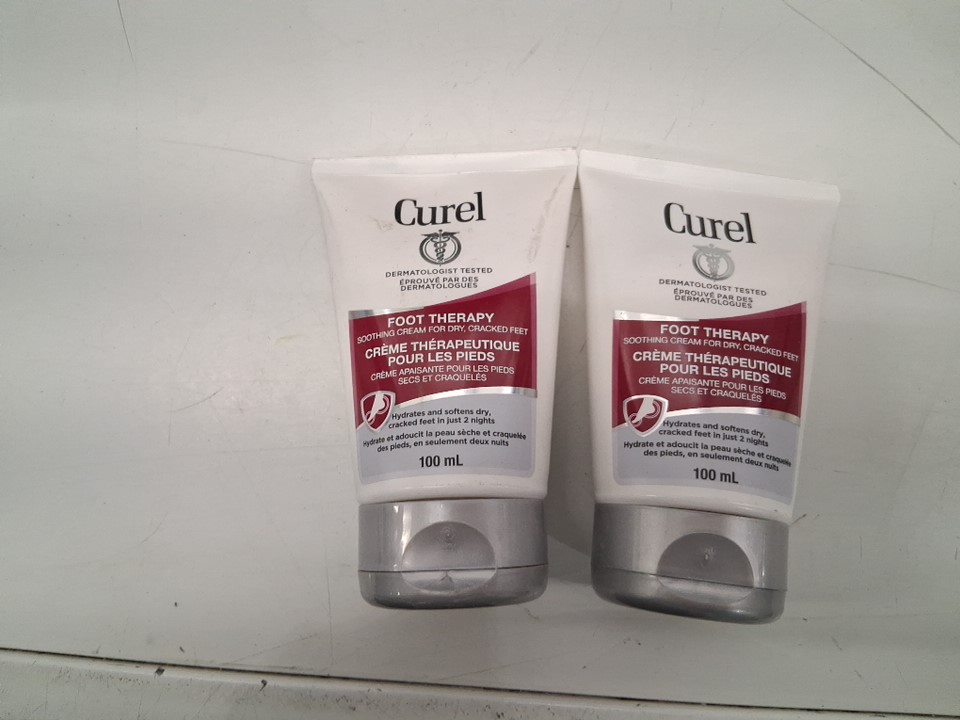 Curel
DERMATOLOGIST TESTED
ÉPROUVÉ PAR DES
DERMATOLOGUES
FOOT THERAPY
SOOTHING CREAM FOR DRY, CRACKED FEET
CRÈME THÉRAPEUTIQUE
POUR LES PIEDS
CRÈME APAISANTE POUR LES PIEDS
SECS ET CRAQUELÉS
Hydrates and softens dry,
cracked feet in just 2 nights
Hydrate et adoucit la peau sèche et craquelée
des pieds, en seulement deux nuits
100 mL
Curel
DERMATOLOGIST TESTED
ÉPROUVÉ PAR DES
DERMATOLOGUES
FOOT THERAPY
SOOTHING CREAM FOR DRY, CRACKED FEET
CRÈME THÉRAPEUTIQUE
POUR LES PIEDS
CRÈME APAISANTE POUR LES PIEDS
SECS ET CRAQUELÉS
Hydrates and softens dry,
cracked feet in just 2 nights
Hydrate et adoucit la peau sèche et craquelée
des pieds, en seulement deux nuits
100 mL